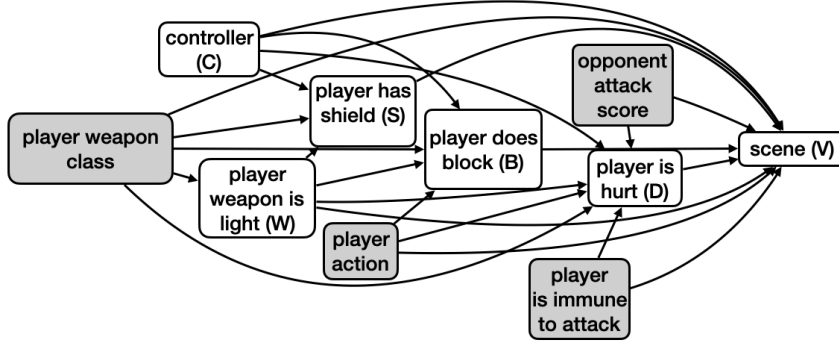 controller
(C)
opponent
attack
score
player has
shield (S)
player weapon
class
player does
block (B)
scene (V)
player
weapon is
light (W)
player is
hurt (D)
player
action
player
is immune
to attack